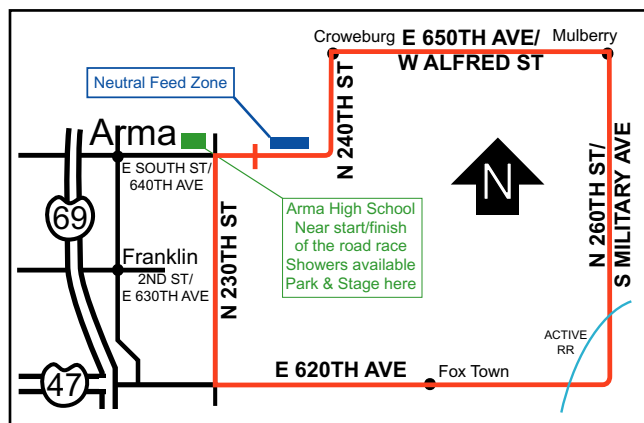 Croweburg
E 650TH AVE/
W ALFRED ST
Mulberry
Neutral Feed Zone
Arma
E SOUTH ST/
640TH AVE
N 240TH ST
N 260TH ST/
S MILITARY AVE
N
69
Arma High School
Near start/finish
of the road race
Showers available
Park & Stage here
Franklin
2ND ST/
E 630TH AVE
N 230TH ST
ACTIVE
RR
E 620TH AVE
Fox Town
47